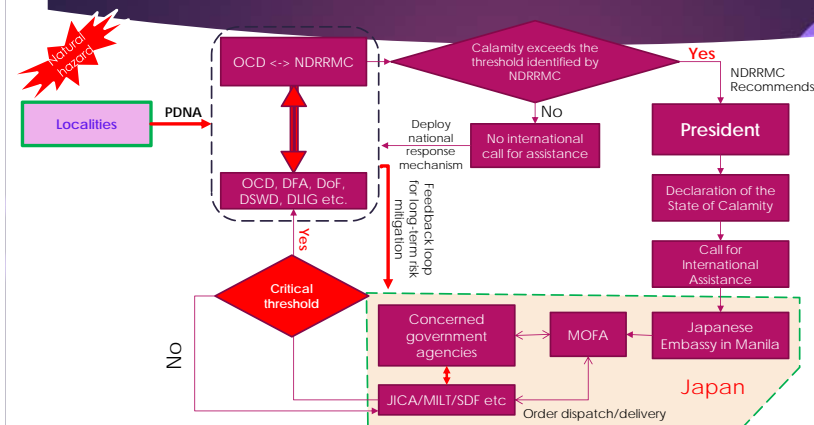 Natural
hazard
Localities
PDNA
OCD <-> NDRRMC
OCD, DFA, DoF,
DSWD, DLIG etc.
Calamity exceeds the
threshold identified by
NDRRMC
Yes
No
NDRRMC
Recommends
President
Deploy
national
response
mechanism
No international
call for assistance
Declaration of the
State of Calamity
Call for
International
Assistance
Feedback loop
for long-term risk
mitigation
Yes
Critical
threshold
No
Concerned
government
agencies
MOFA
Japanese
Embassy in Manila
Japan
JICA/MILT/SDF etc
Order dispatch/delivery